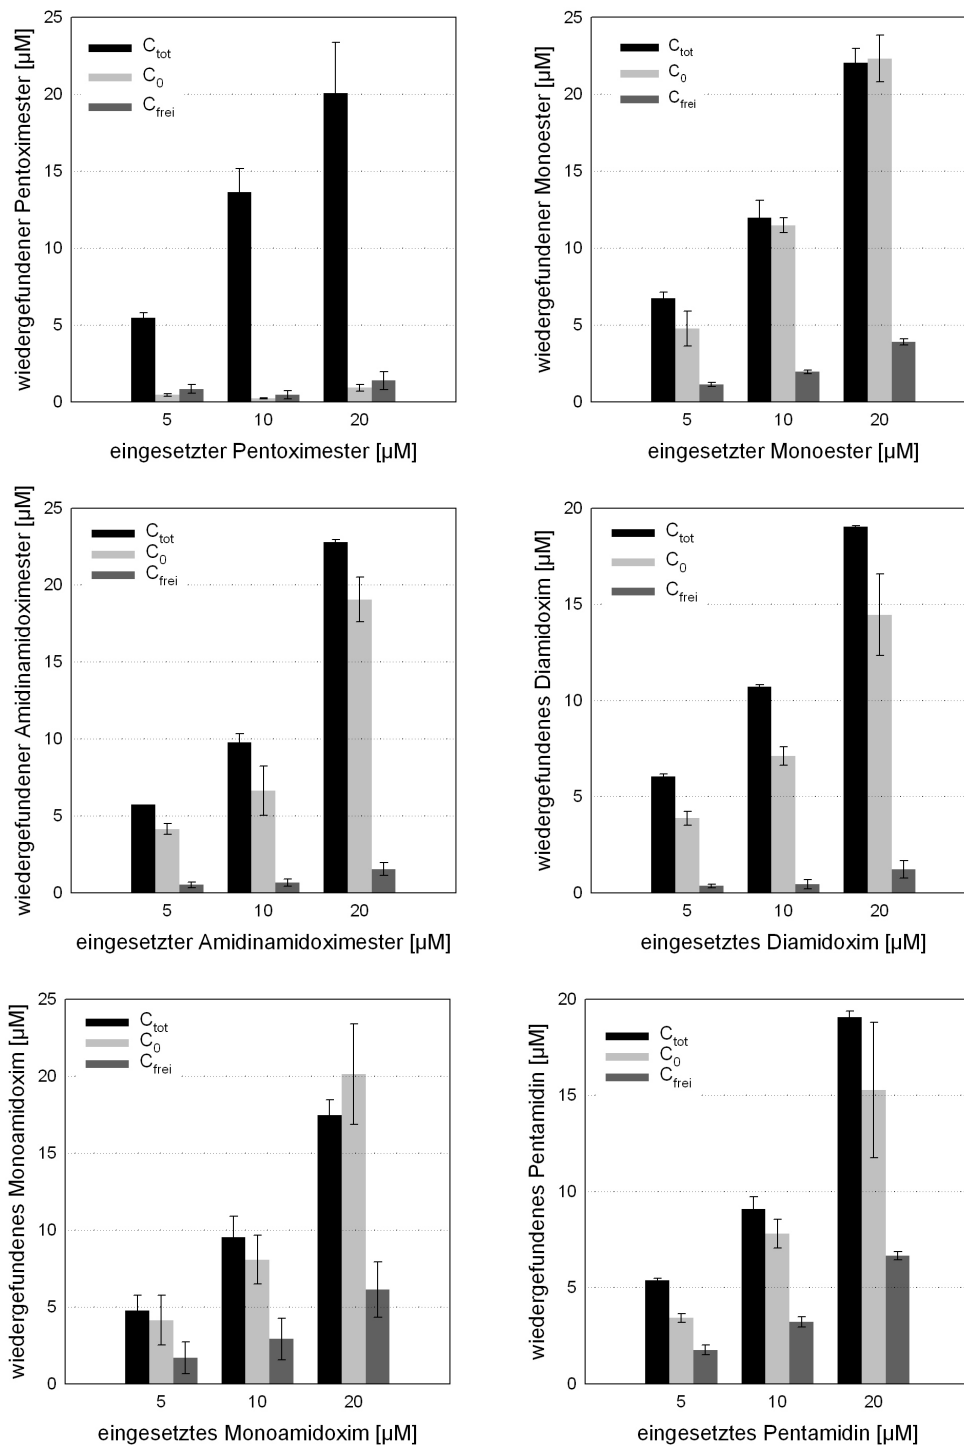 wiedergefundener Pentoximester [µM]
25
20
15
10
5
0
C_tot
C_0
C_frei
5 10 20
eingesetzter Pentoximester [µM]
wiedergefundener Monoester [µM]
25
20
15
10
5
0
C_tot
C_0
C_frei
5 10 20
eingesetzter Monoester [µM]
wiedergefundener Amidinamidoximester [µM]
25
20
15
10
5
0
C_tot
C_0
C_frei
5 10 20
eingesetzter Amidinamidoximester [µM]
wiedergefundenes Diamidoxim [µM]
20
15
10
5
0
C_tot
C_0
C_frei
5 10 20
eingesetztes Diamidoxim [µM]
wiedergefundenes Monoamidoxim [µM]
25
20
15
10
5
0
C_tot
C_0
C_frei
5 10 20
eingesetztes Monoamidoxim [µM]
wiedergefundenes Pentamidin [µM]
20
15
10
5
0
C_tot
C_0
C_frei
5 10 20
eingesetztes Pentamidin [µM]